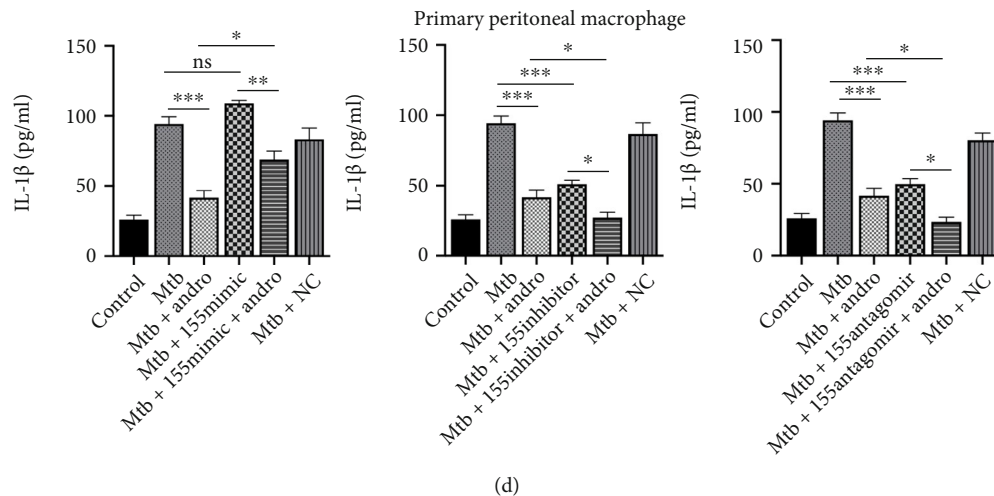 Primary peritoneal macrophage
IL-1β (pg/ml)
150
100
50
0
*
ns
**
***
Control
Mtb
Mtb + andro
Mtb + 155mimic
Mtb + 155mimic + andro
Mtb + NC
IL-1β (pg/ml)
150
100
50
0
*
***
***
*
Control
Mtb
Mtb + andro
Mtb + 155inhibitor
Mtb + 155inhibitor + andro
Mtb + NC
IL-1β (pg/ml)
150
100
50
0
*
***
***
*
Control
Mtb
Mtb + andro
Mtb + 155antagomir
Mtb + 155antagomir + andro
Mtb + NC
(d)